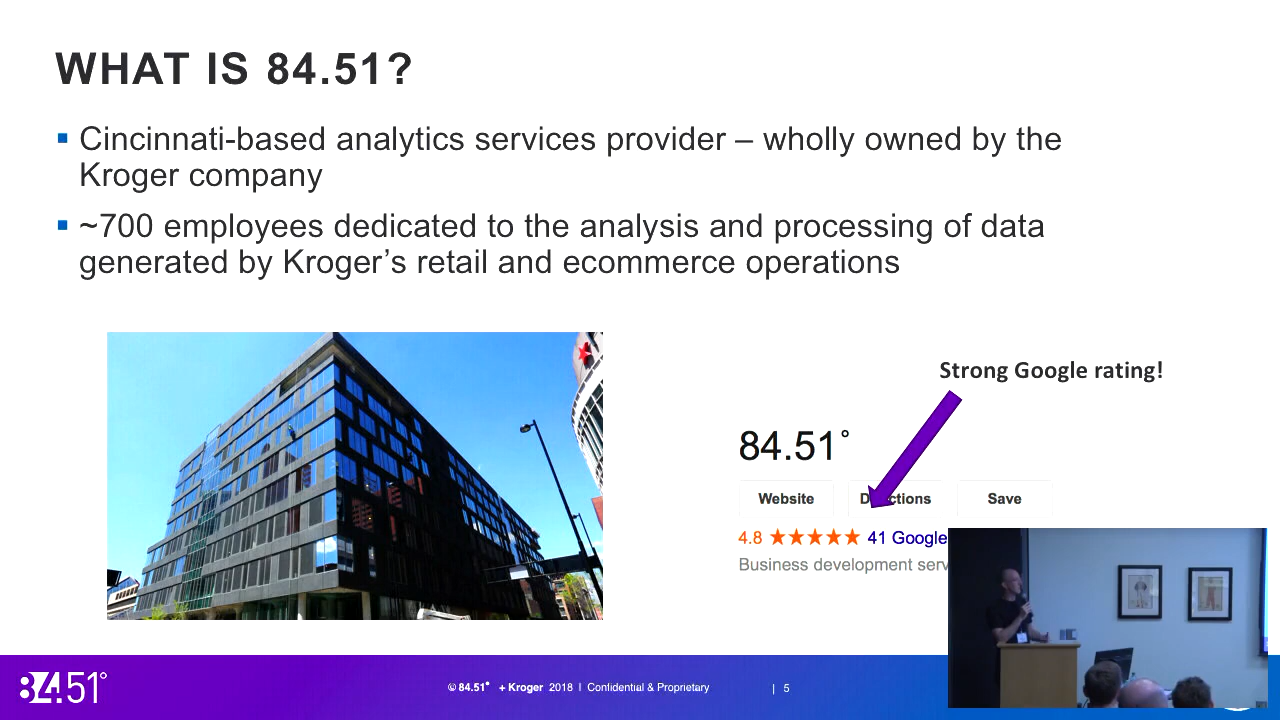 WHAT IS 84.51?
▪ Cincinnati-based analytics services provider – wholly owned by the
Kroger company
▪ ~700 employees dedicated to the analysis and processing of data
generated by Kroger’s retail and ecommerce operations
Strong Google rating!
84.51°
Website
Save
4.8 ★★★★★ 41 Google
Business development
84.51°
© 84.51° + Kroger 2018 | Confidential & Proprietary | 5